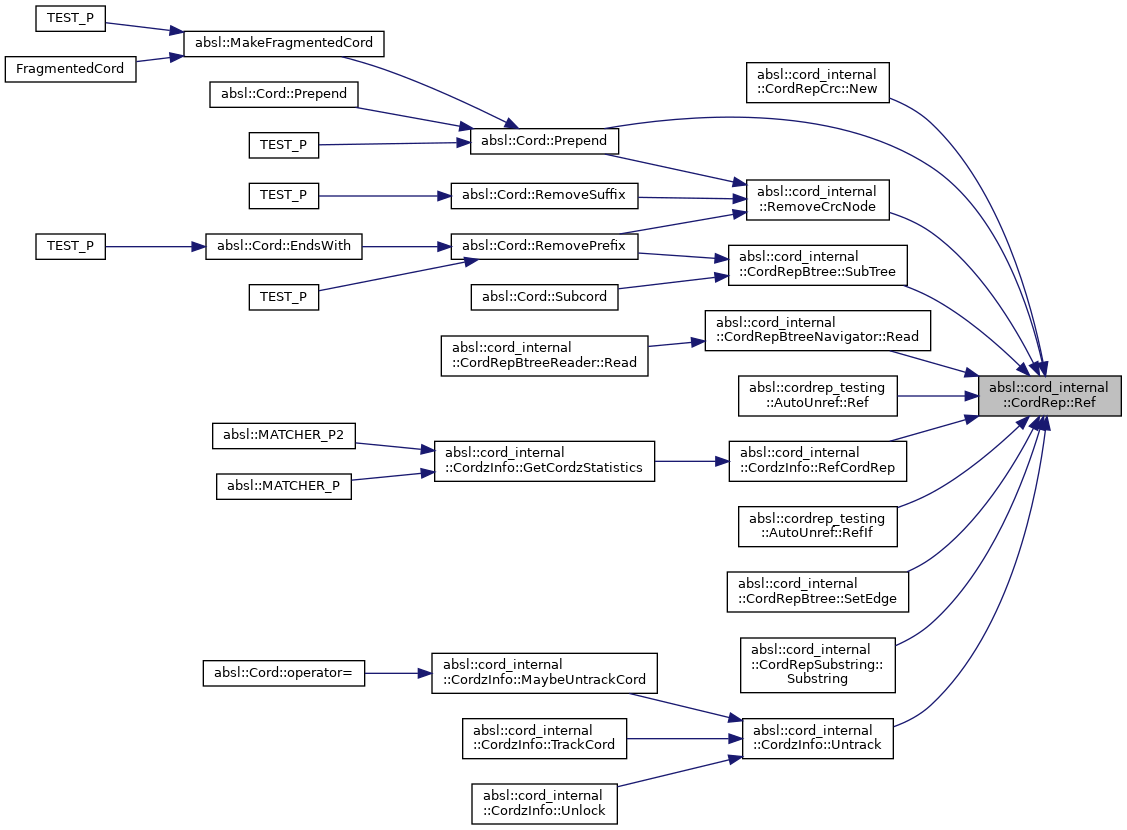 TEST_P
absl::MakeFragmentedCord
FragmentedCord
absl::cord_internal
::CordRepCrc::New
absl::Cord::Prepend
absl::Cord::Prepend
TEST_P
TEST_P
absl::Cord::RemoveSuffix
absl::cord_internal
::RemoveCrcNode
TEST_P
absl::Cord::EndsWith
absl::Cord::RemovePrefix
absl::cord_internal
::CordRepBtree::SubTree
TEST_P
absl::Cord::Subcord
absl::cord_internal
::CordRepBtreeNavigator::Read
absl::cord_internal
::CordRepBtreeReader::Read
absl::cordrep_testing
::AutoUnref::Ref
absl::cord_internal
::CordRep::Ref
absl::MATCHER_P2
absl::cord_internal
::CordzInfo::GetCordzStatistics
absl::cord_internal
::CordzInfo::RefCordRep
absl::MATCHER_P
absl::cordrep_testing
::AutoUnref::RefIf
absl::cord_internal
::CordRepBtree::SetEdge
absl::cord_internal
::CordRepSubstring::
Substring
absl::Cord::operator=
absl::cord_internal
::CordzInfo::MaybeUntrackCord
absl::cord_internal
::CordzInfo::TrackCord
absl::cord_internal
::CordzInfo::Untrack
absl::cord_internal
::CordzInfo::Unlock